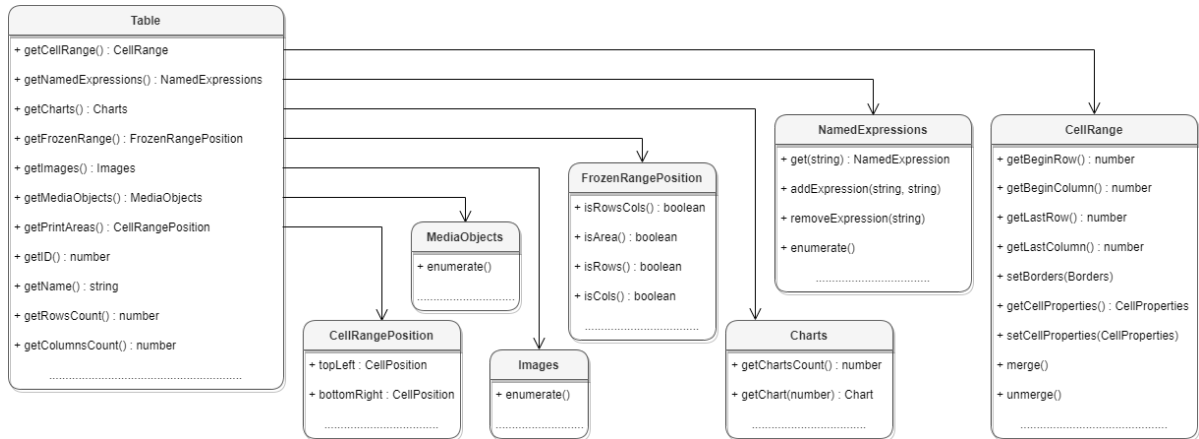 Table
+ getCellRange() : CellRange
+ getNamedExpressions() : NamedExpressions
+ getCharts() : Charts
+ getFrozenRange() : FrozenRangePosition
+ getImages() : Images
+ getMediaObjects() : MediaObjects
+ getPrintAreas() : CellRangePosition
+ getID() : number
+ getName() : string
+ getRowsCount() : number
+ getColumnsCount() : number
CellRangePosition
+ topLeft : CellPosition
+ bottomRight : CellPosition
MediaObjects
+ enumerate()
Images
+ enumerate()
FrozenRangePosition
+ isRowsCols() : boolean
+ isArea() : boolean
+ isRows() : boolean
+ isCols() : boolean
Charts
+ getChartsCount() : number
+ getChart(number) : Chart
NamedExpressions
+ get(string) : NamedExpression
+ addExpression(string, string)
+ removeExpression(string)
+ enumerate()
CellRange
+ getBeginRow() : number
+ getBeginColumn() : number
+ getLastRow() : number
+ getLastColumn() : number
+ setBorders(Borders)
+ getCellProperties() : CellProperties
+ setCellProperties(CellProperties)
+ merge()
+ unmerge()